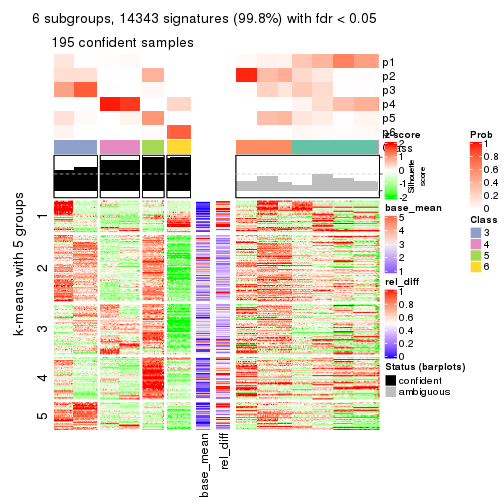 6 subgroups, 14343 signatures (99.8%) with fdr < 0.05
195 confident samples
p1
p2
p3
p4
p5
p6
Class
z-score
2
1
0
-1
-2
Silhouette
score
Prob
1
0.8
0.6
0.4
0.2
0
Class
3
4
5
6
base_mean
5
4
3
2
1
rel_diff
1
0.8
0.6
0.4
0.2
0
Status (barplots)
confident
ambiguous
k-means with 5 groups
1
2
3
4
5
base_mean
rel_diff